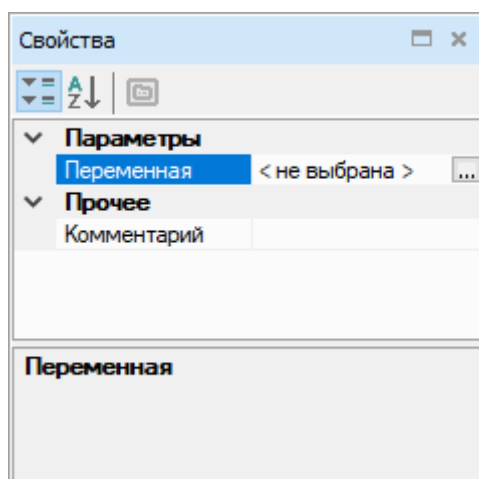 Свойства
A
Z
Параметры
Переменная < не выбрана > ...
Прочее
Комментарий
Переменная